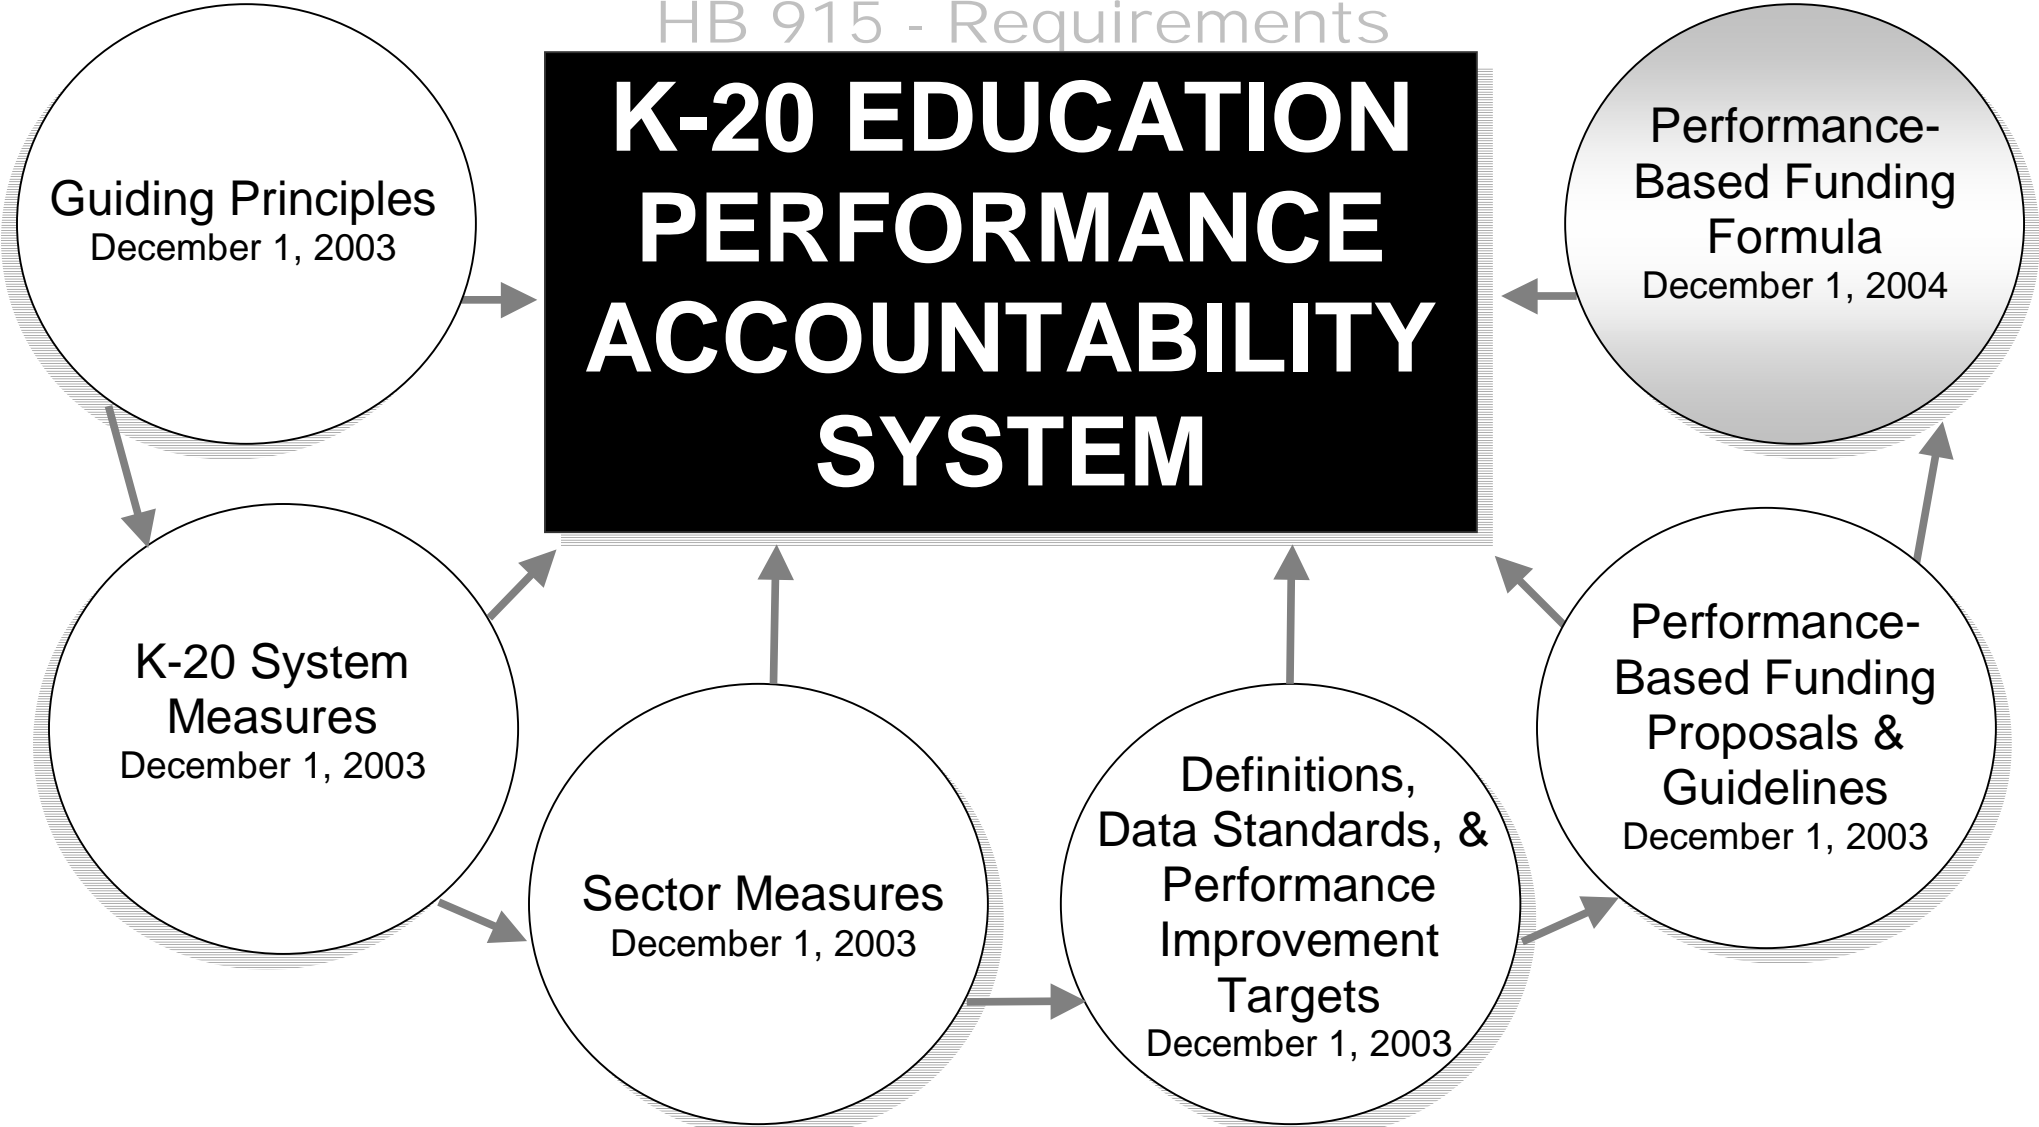 HB 915 - Requirements
K-20 EDUCATION
PERFORMANCE
ACCOUNTABILITY
SYSTEM
Guiding Principles
December 1, 2003
K-20 System
Measures
December 1, 2003
Sector Measures
December 1, 2003
Definitions,
Data Standards, &
Performance
Improvement
Targets
December 1, 2003
Performance-
Based Funding
Proposals &
Guidelines
December 1, 2003
Performance-
Based Funding
Formula
December 1, 2004